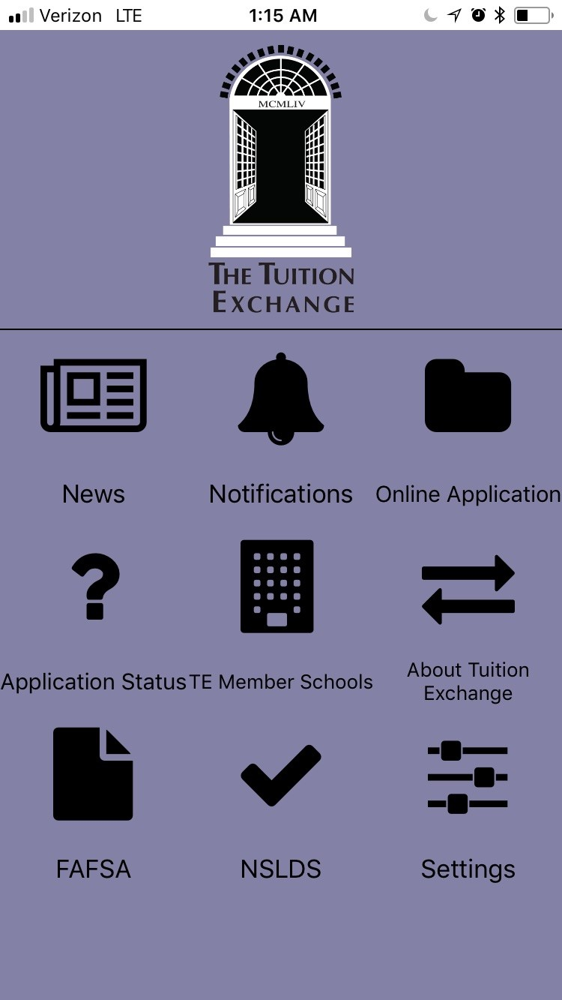 Verizon LTE 1:15 AM
MCMLIV
THE TUITION
EXCHANGE
News Notifications Online Application
Application Status TE Member Schools About Tuition
Exchange
FAFSA NSLDS Settings